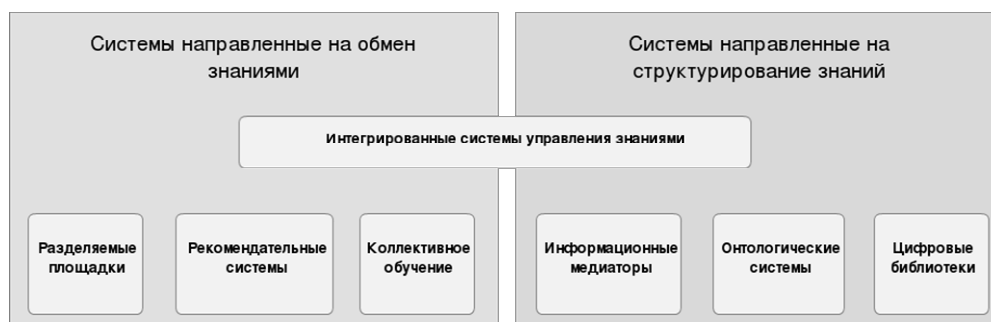 Системы направленные на обмен
знаниями
Системы направленные на
структурирование знаний
Интегрированные системы управления знаниями
Разделяемые
площадки
Рекомендательные
системы
Коллективное
обучение
Информационные
медиаторы
Онтологические
системы
Цифровые
библиотеки